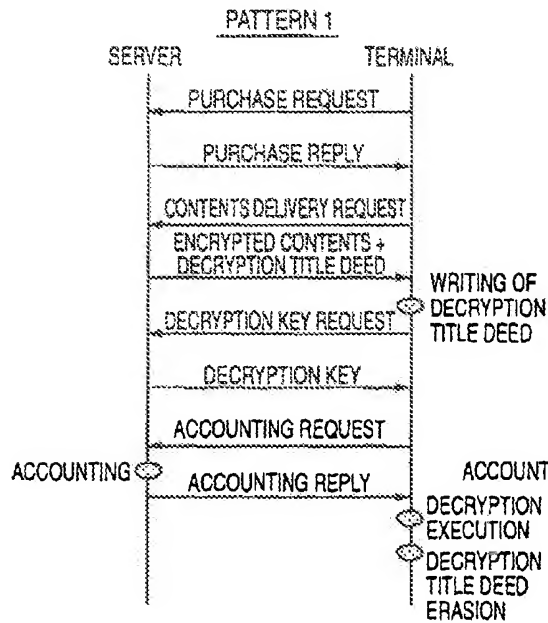 PATTERN 1
SERVER
TERMINAL
PURCHASE REQUEST
PURCHASE REPLY
CONTENTS DELIVERY REQUEST
ENCRYPTED CONTENTS +
DECRYPTION TITLE DEED
WRITING OF
DECRYPTION
TITLE DEED
DECRYPTION KEY REQUEST
DECRYPTION KEY
ACCOUNTING REQUEST
ACCOUNTING
ACCOUNTING REPLY
ACCOUNT
DECRYPTION
EXECUTION
DECRYPTION
TITLE DEED
ERASION